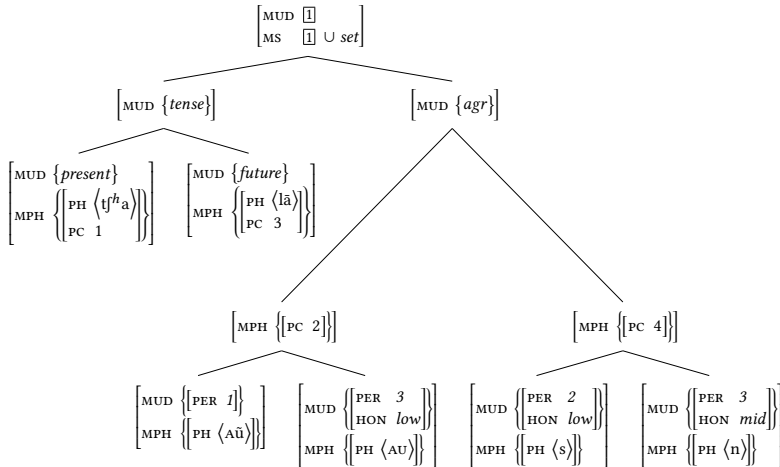 [MUD [1]
MS [1] ∪ set]
[MUD {tense}] [MUD {agr}]
[MUD {present}
MPH {[PH ⟨tʃʰa⟩
PC 1]}]
[MUD {future}
MPH {[PH ⟨lā⟩
PC 3]}]
[MPH {[PC 2]}] [MPH {[PC 4]}]
[MUD {[PER 1]}
MPH {[PH ⟨ʌū̃⟩]}]
[MUD {[PER 3
HON low]}
MPH {[PH ⟨ʌu⟩]}]
[MUD {[PER 2
HON low]}
MPH {[PH ⟨s⟩]}]
[MUD {[PER 3
HON mid]}
MPH {[PH ⟨n⟩]}]